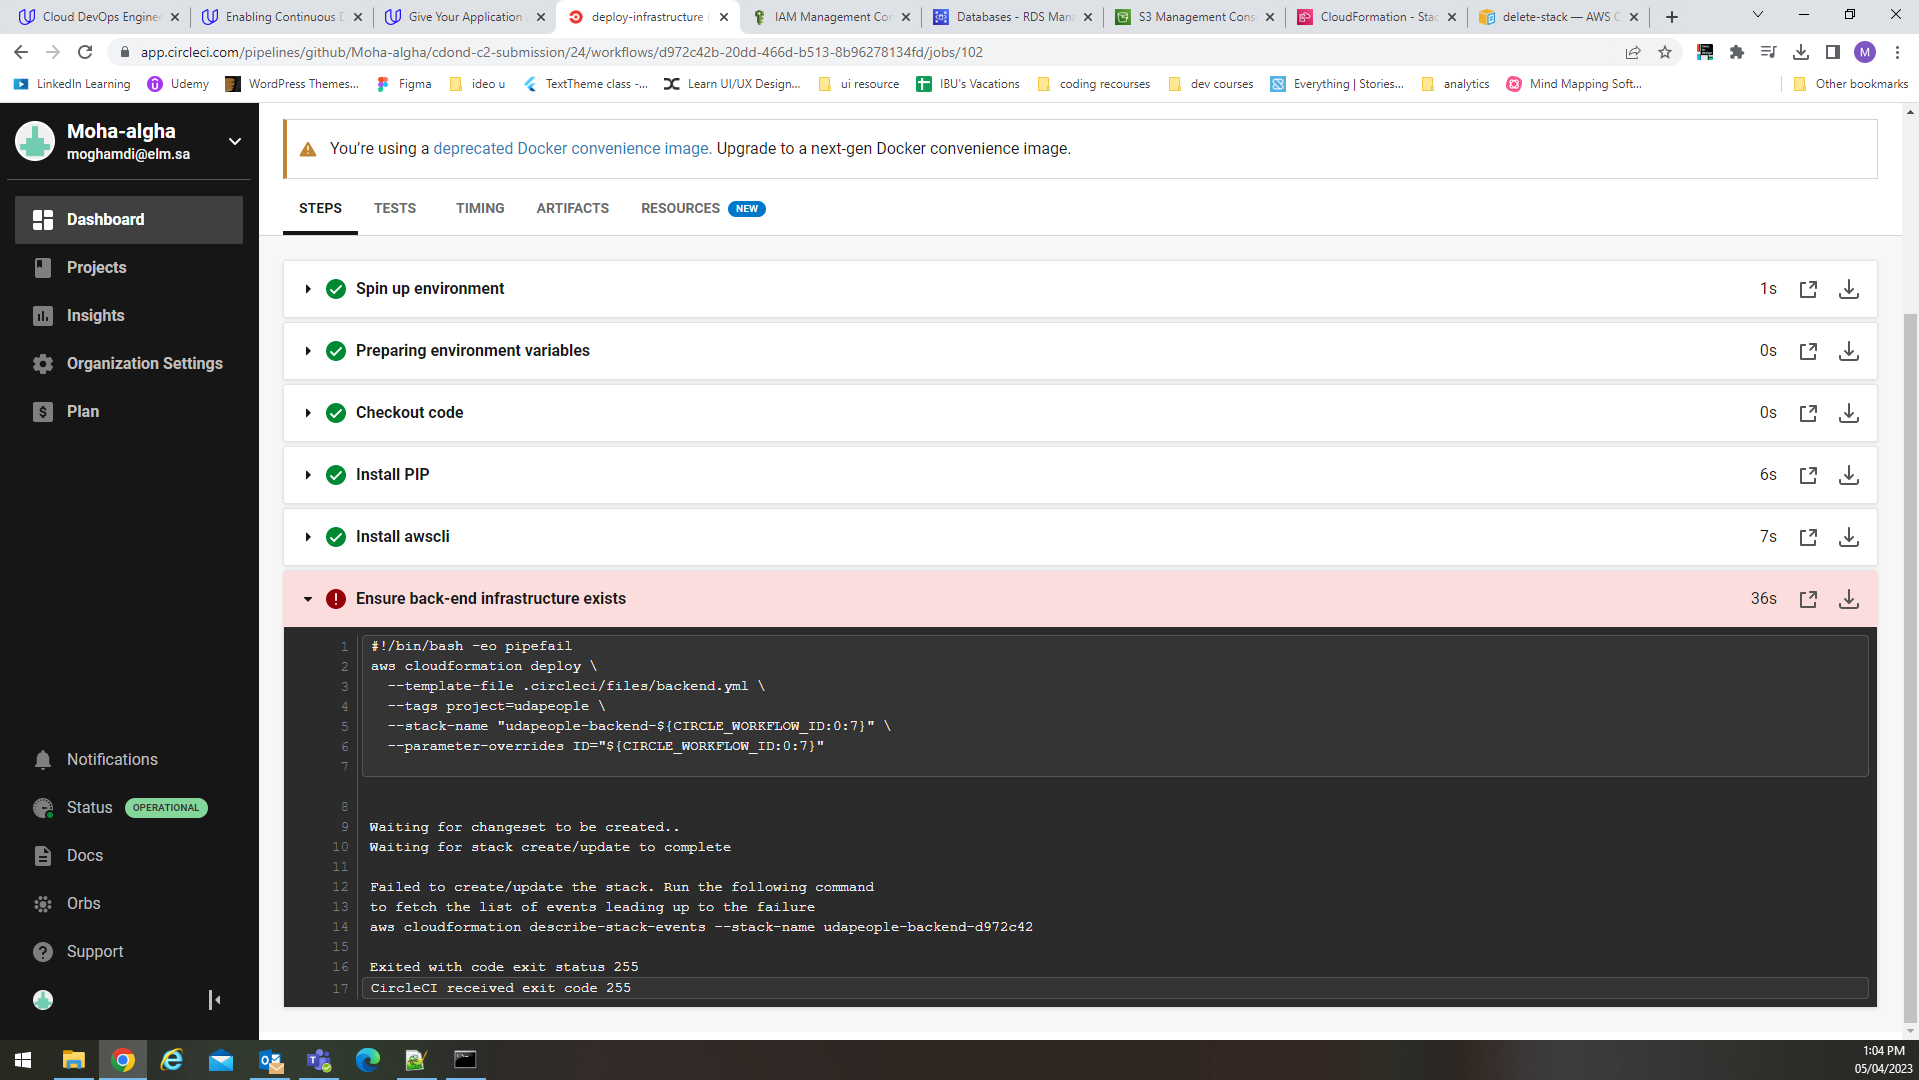 Cloud DevOps Engine
Enabling Continuous D
Give Your Application
deploy-infrastructure (
IAM Management Con
Databases - RDS Mana
S3 Management Cons
CloudFormation - Stac
delete-stack — AWS C
app.circleci.com/pipelines/github/Moha-algha/cdond-c2-submission/24/workflows/d972c42b-20dd-466d-b513-8b96278134fd/jobs/102
M
LinkedIn Learning
Udemy
WordPress Themes...
Figma
ideo u
TextTheme class -...
Learn UI/UX Design...
ui resource
IBU's Vacations
coding recourses
dev courses
Everything | Stories...
analytics
Mind Mapping Soft...
Other bookmarks
Moha-algha
moghamdi@elm.sa
Dashboard
Projects
Insights
Organization Settings
Plan
Notifications
Status OPERATIONAL
Docs
Orbs
Support
You're using a deprecated Docker convenience image. Upgrade to a next-gen Docker convenience image.
STEPS TESTS TIMING ARTIFACTS RESOURCES NEW
Spin up environment 1s
Preparing environment variables 0s
Checkout code 0s
Install PIP 6s
Install awscli 7s
Ensure back-end infrastructure exists 36s
1 #!/bin/bash -eo pipefail
2 aws cloudformation deploy \
3 --template-file .circleci/files/backend.yml \
4 --tags project=udapeople \
5 --stack-name "udapeople-backend-${CIRCLE_WORKFLOW_ID:0:7}" \
6 --parameter-overrides ID="${CIRCLE_WORKFLOW_ID:0:7}"
7
8
9 Waiting for changeset to be created..
10 Waiting for stack create/update to complete
11
12 Failed to create/update the stack. Run the following command
13 to fetch the list of events leading up to the failure
14 aws cloudformation describe-stack-events --stack-name udapeople-backend-d972c42
15
16 Exited with code exit status 255
17 CircleCI received exit code 255
1:04 PM
05/04/2023